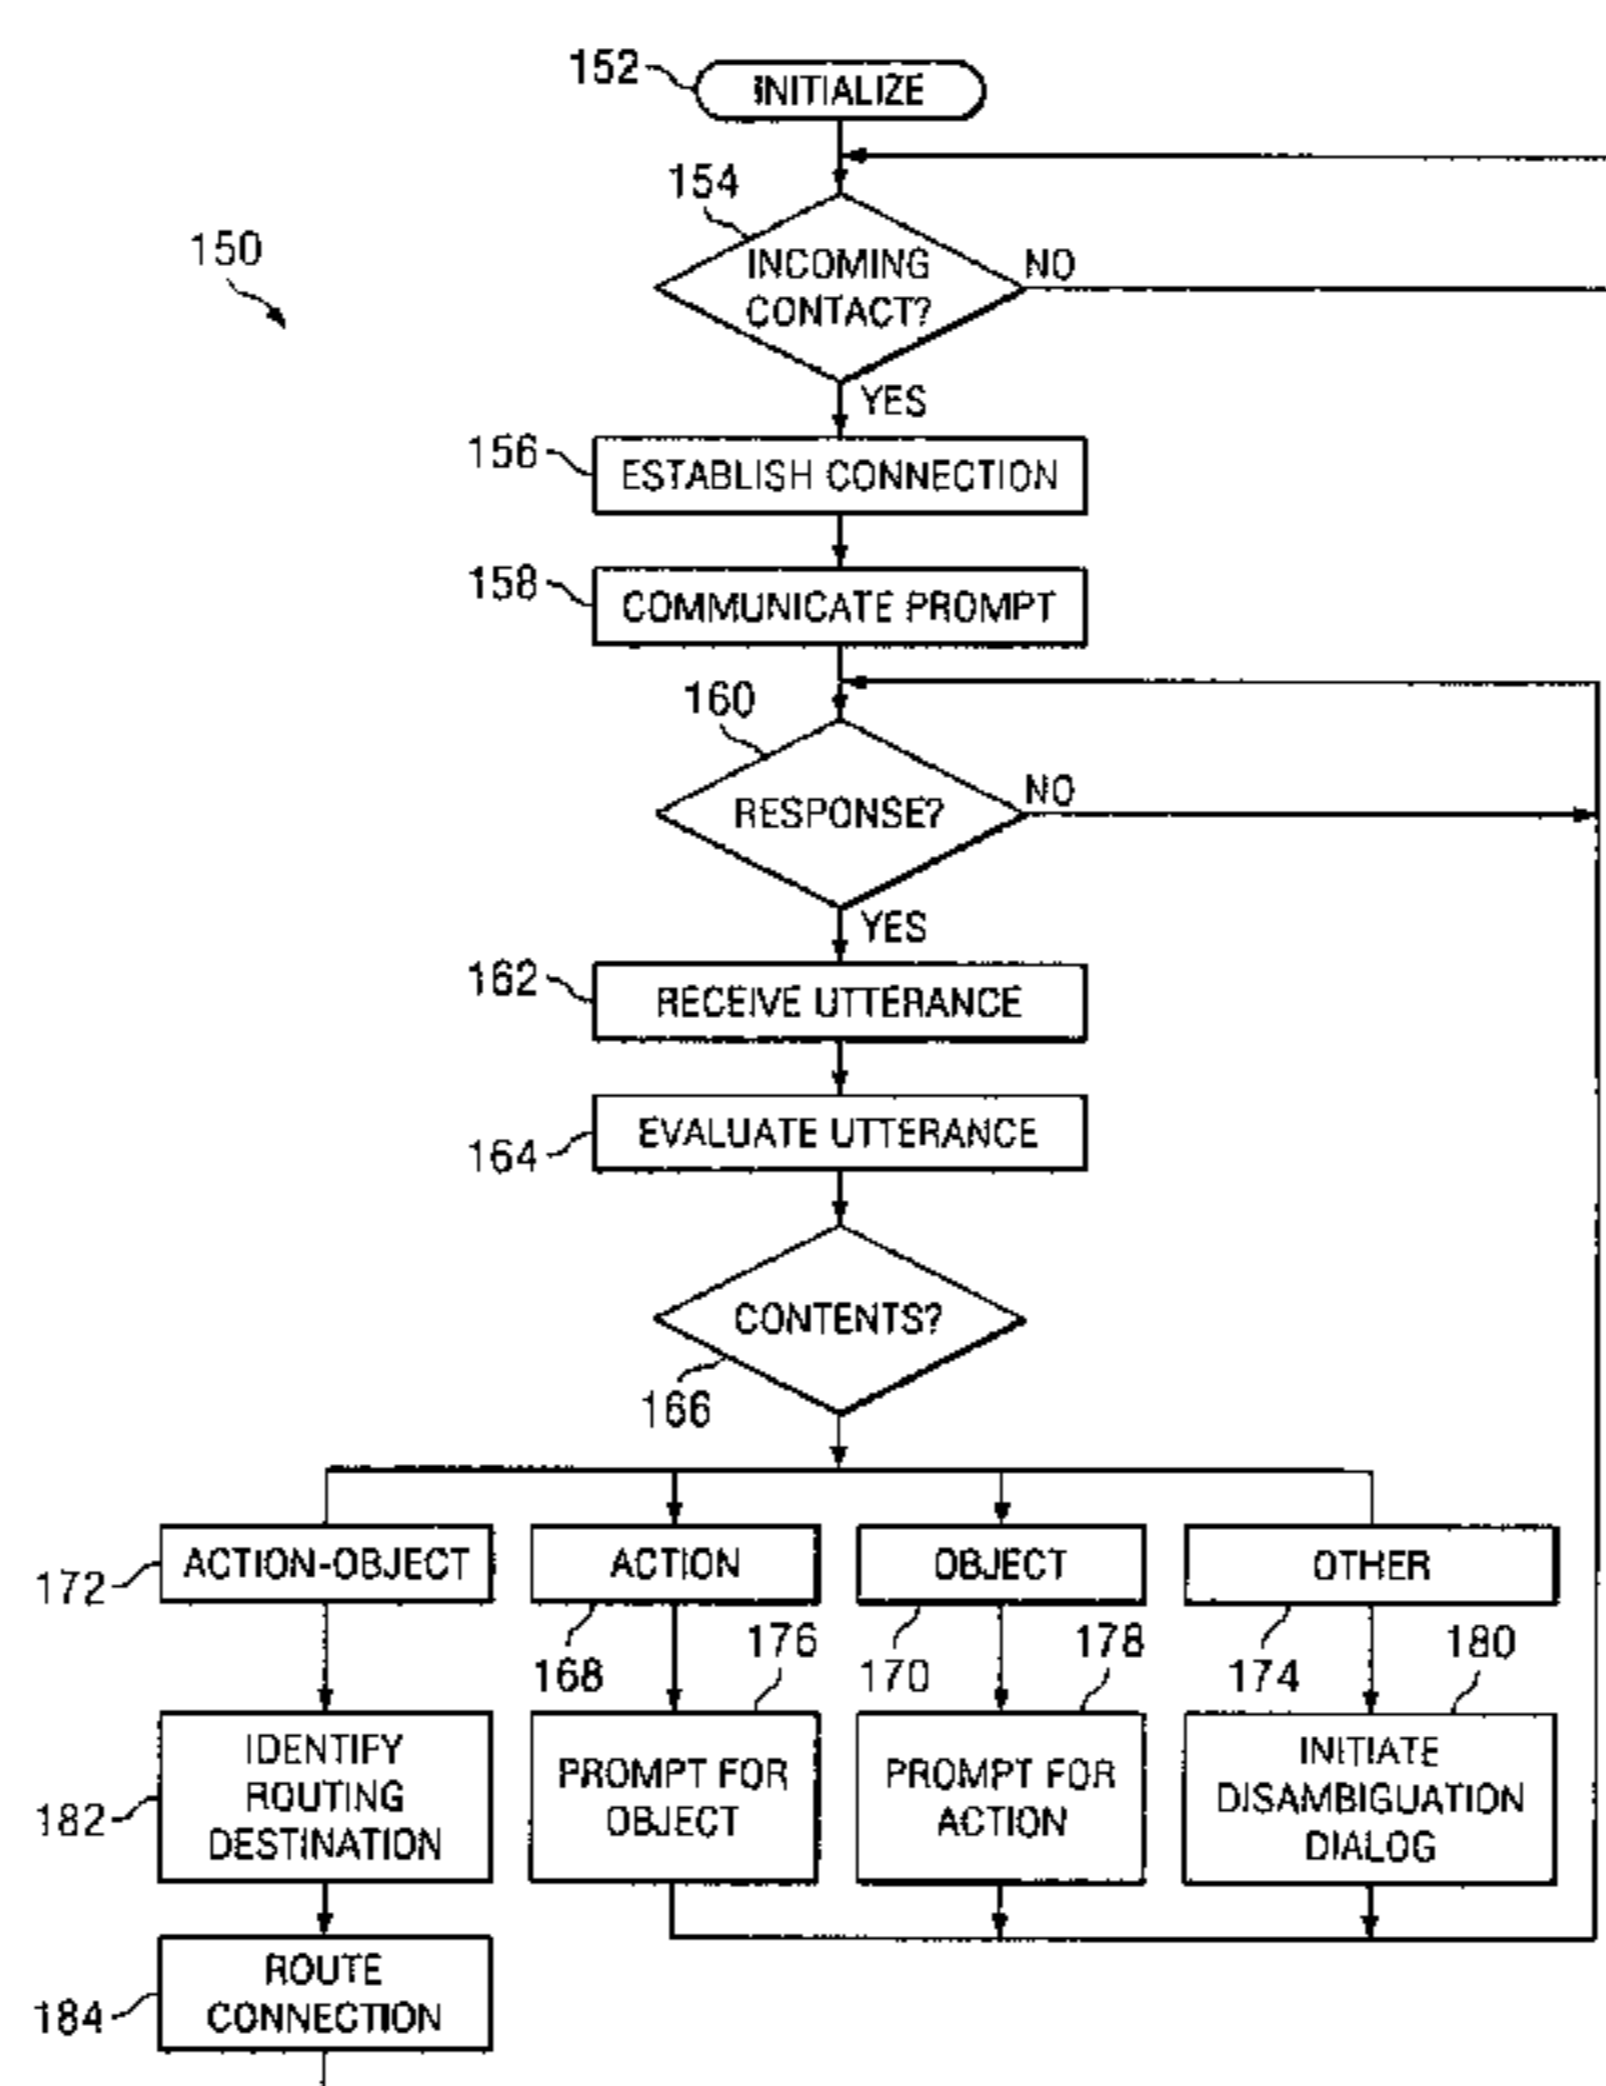 152
INITIALIZE
154
150
INCOMING
CONTACT?
NO
YES
156
ESTABLISH CONNECTION
158
COMMUNICATE PROMPT
160
RESPONSE?
NO
YES
162
RECEIVE UTTERANCE
164
EVALUATE UTTERANCE
CONTENTS?
166
172
ACTION-OBJECT
ACTION
OBJECT
OTHER
168
176
170
178
174
180
182
IDENTIFY
ROUTING
DESTINATION
PROMPT FOR
OBJECT
PROMPT FOR
ACTION
INITIATE
DISAMBIGUATION
DIALOG
184
ROUTE
CONNECTION